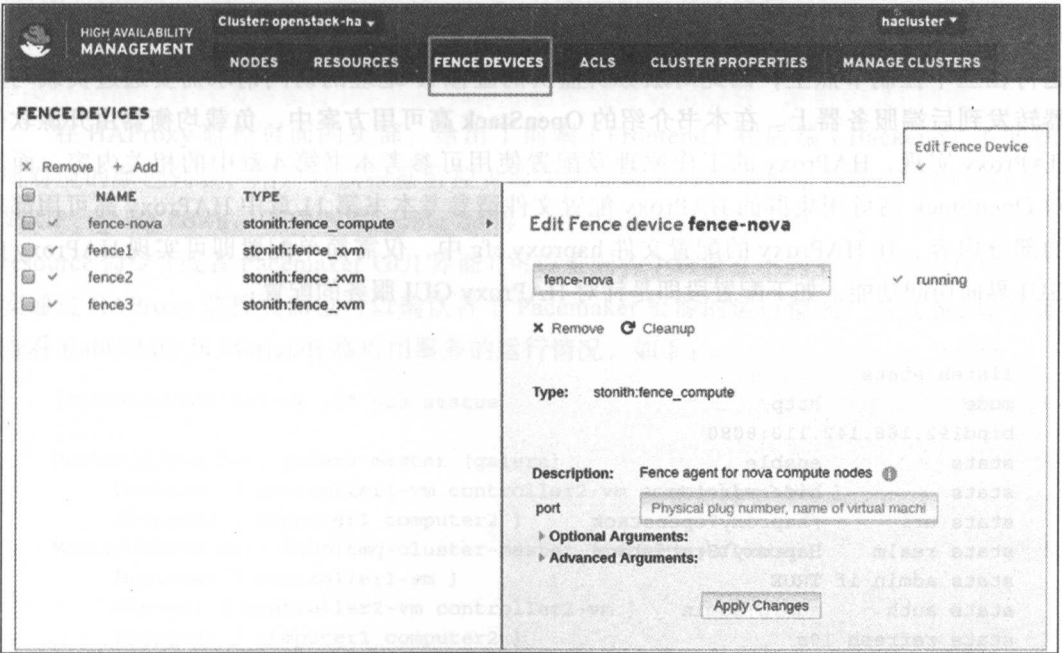 HIGH AVAILABILITY
MANAGEMENT
Cluster: openstack-ha
hacluster
NODES RESOURCES FENCE DEVICES ACLS CLUSTER PROPERTIES MANAGE CLUSTERS
FENCE DEVICES
Edit Fence Device
× Remove + Add
NAME TYPE
fence-nova stonith:fence_compute
fence1 stonith:fence_xvm
fence2 stonith:fence_xvm
fence3 stonith:fence_xvm
Edit Fence device fence-nova
fence-nova
running
× Remove Cleanup
Type: stonith:fence_compute
Description: Fence agent for nova compute nodes
port Physical plug number, name of virtual machi
Optional Arguments:
Advanced Arguments:
Apply Changes